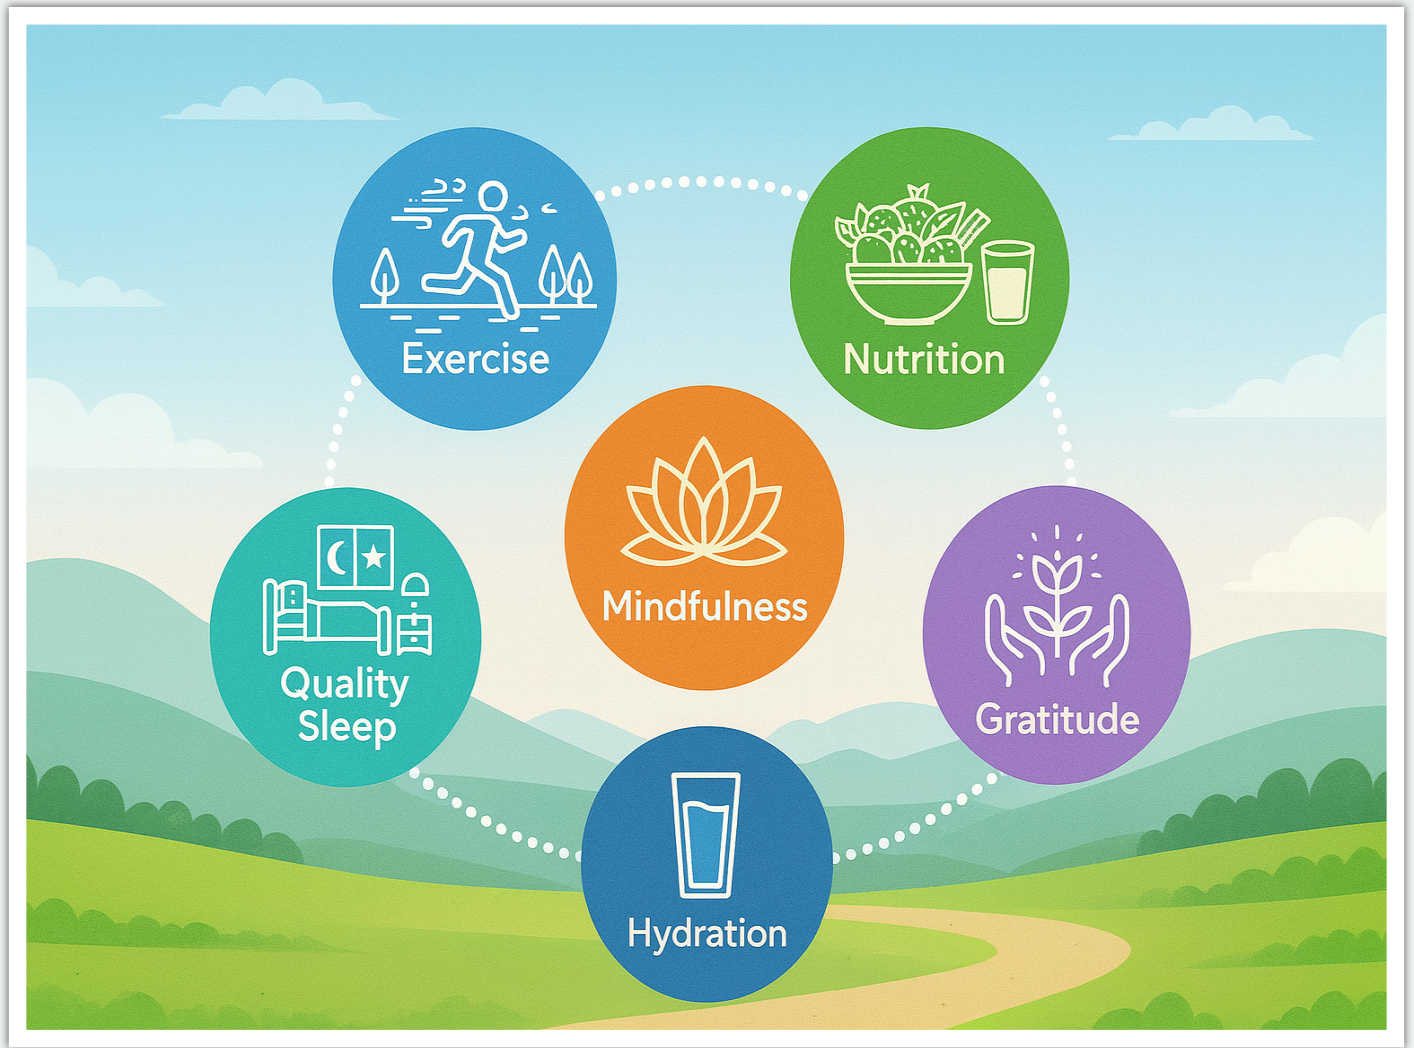 Exercise
Nutrition
Mindfulness
Quality
Sleep
Gratitude
Hydration